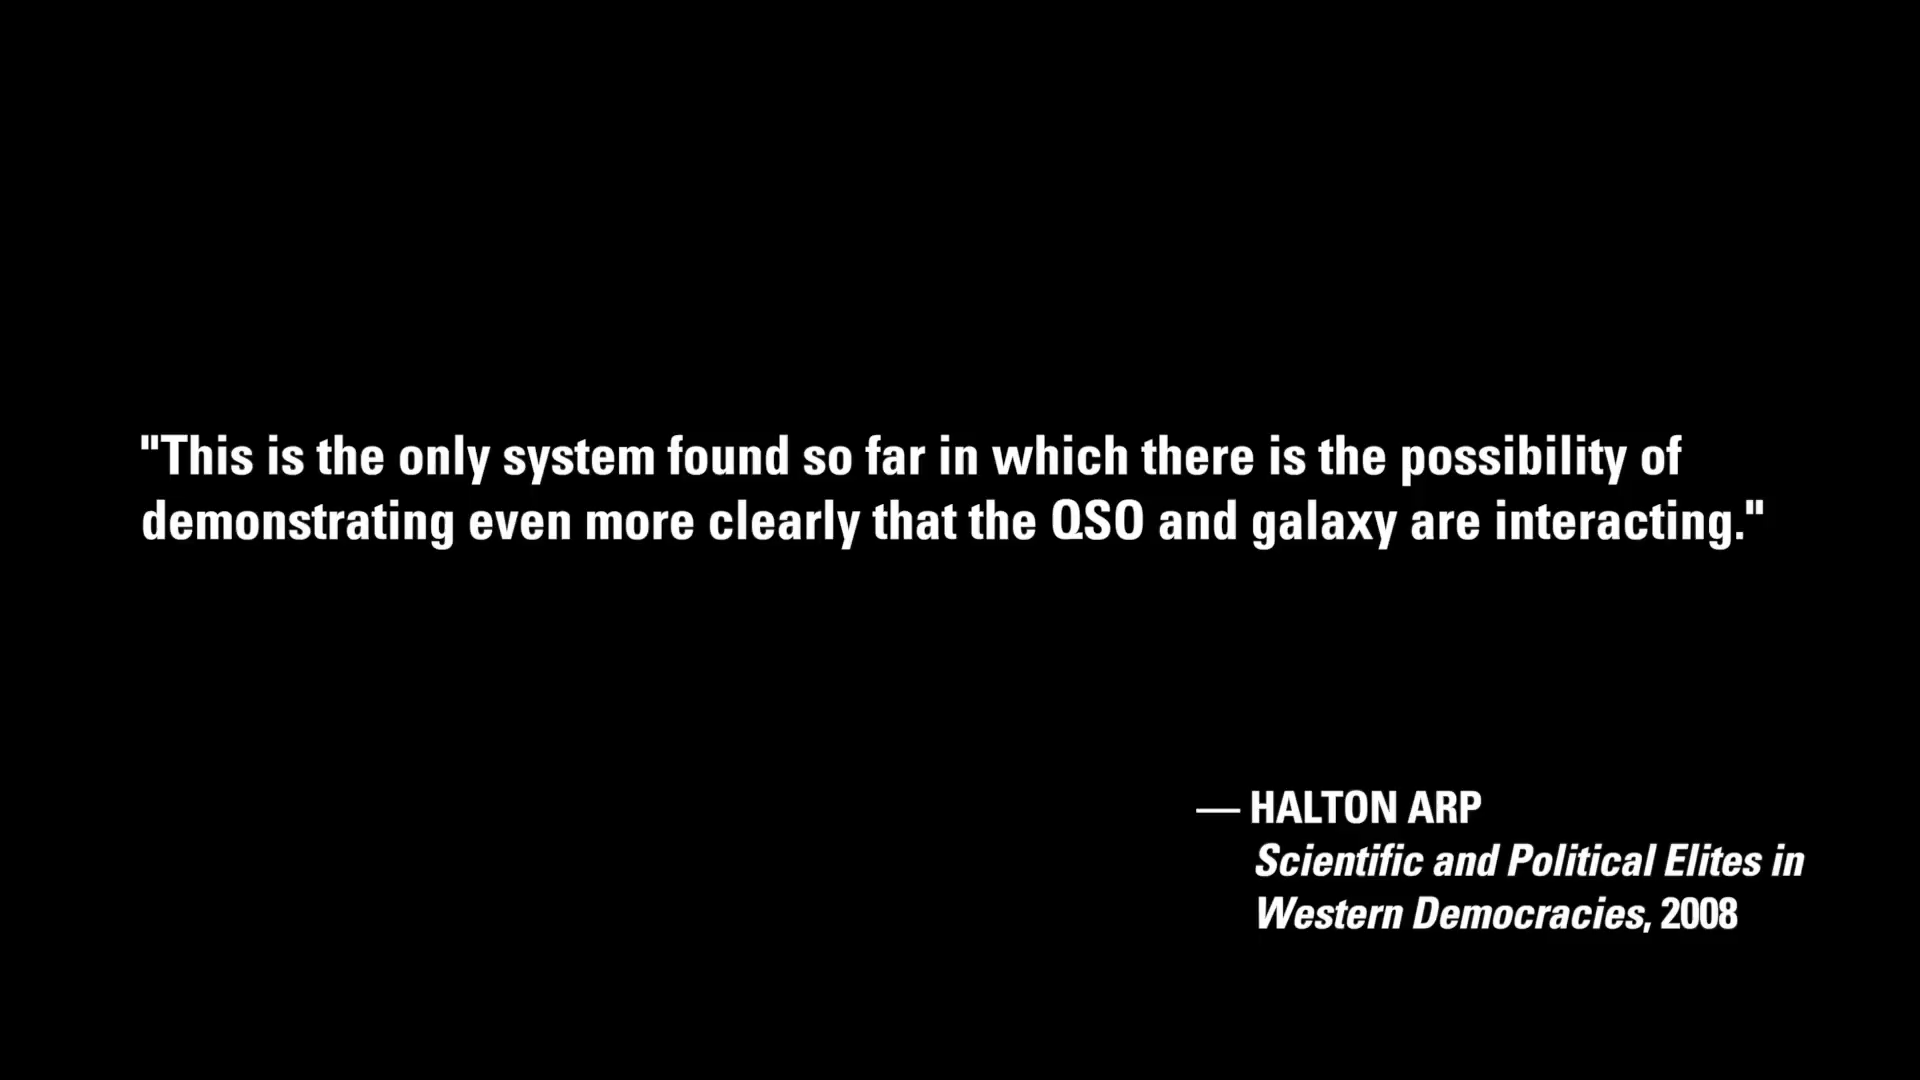 "This is the only system found so far in which there is the possibility of
demonstrating even more clearly that the QSO and galaxy are interacting."
— HALTON ARP
Scientific and Political Elites in
Western Democracies, 2008